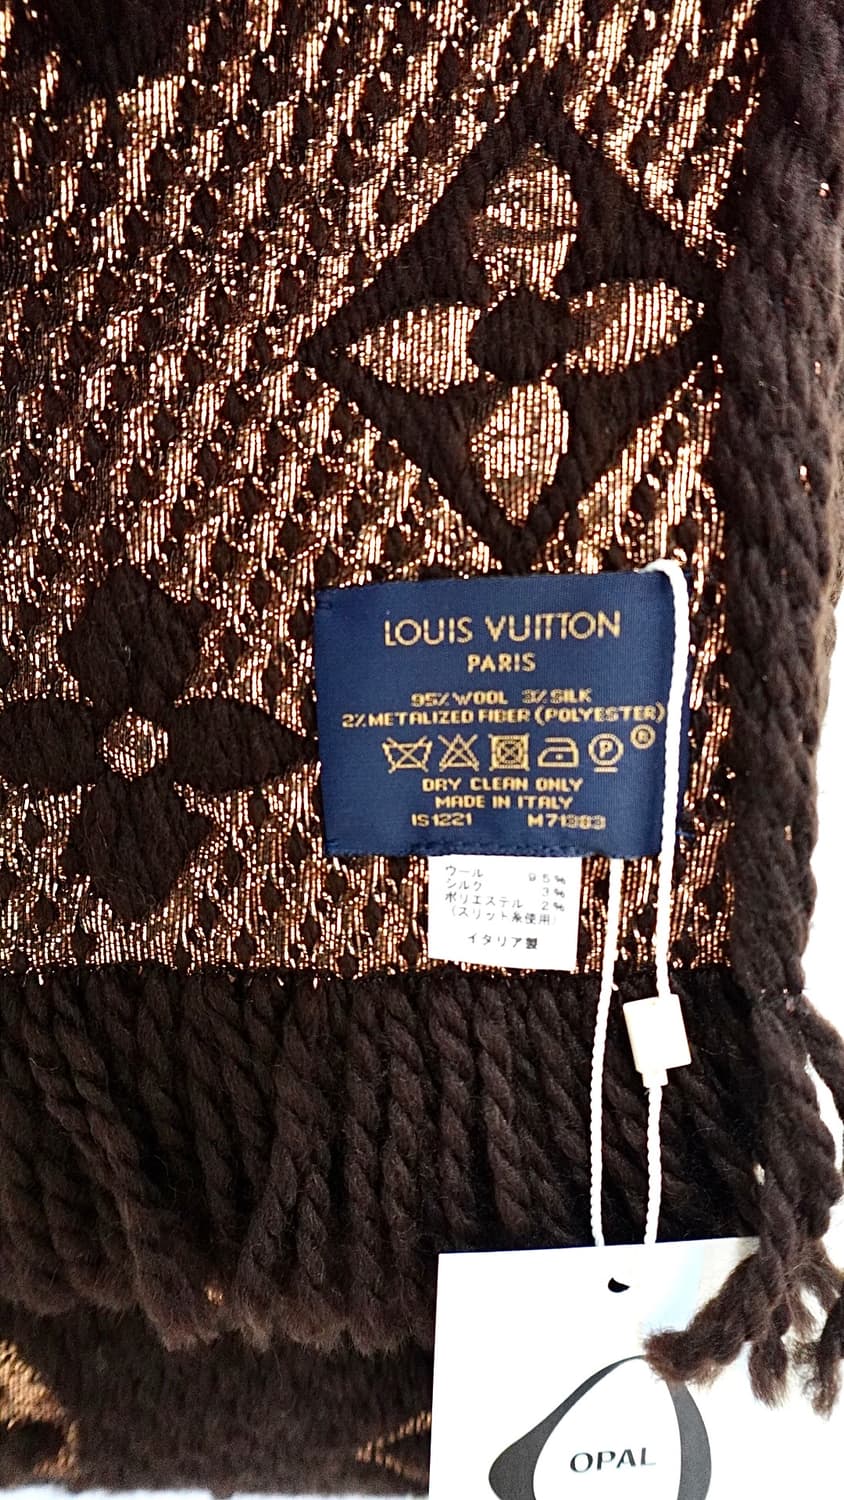 LOUIS VUITTON
PARIS
95% WOOL 3% SILK
2% METALIZED FIBER (POLYESTER)
P
®
DRY CLEAN ONLY
MADE IN ITALY
IS1221 M71383
ウール 95%
シルク 3%
ポリエステル 2%
(スリット糸使用)
イタリア製
OPAL